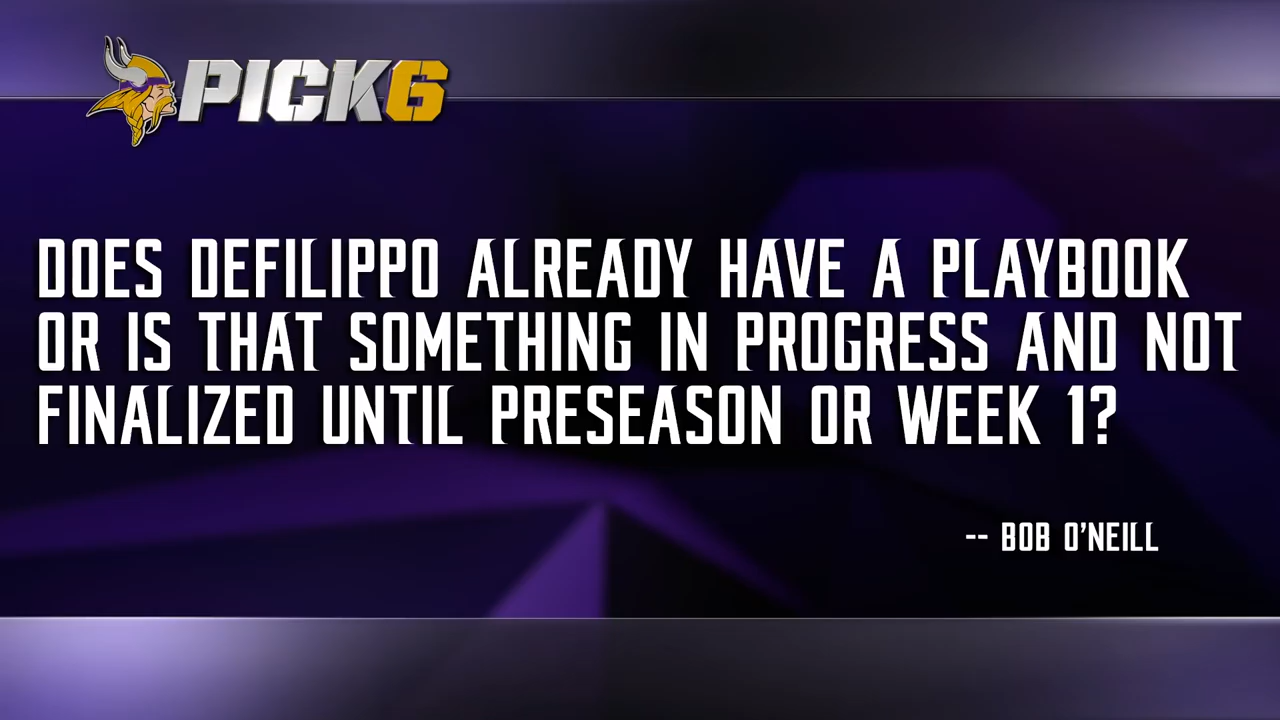 PICK6
DOES DEFILIPPO ALREADY HAVE A PLAYBOOK
OR IS THAT SOMETHING IN PROGRESS AND NOT
FINALIZED UNTIL PRESEASON OR WEEK 1?
-- BOB O'NEILL